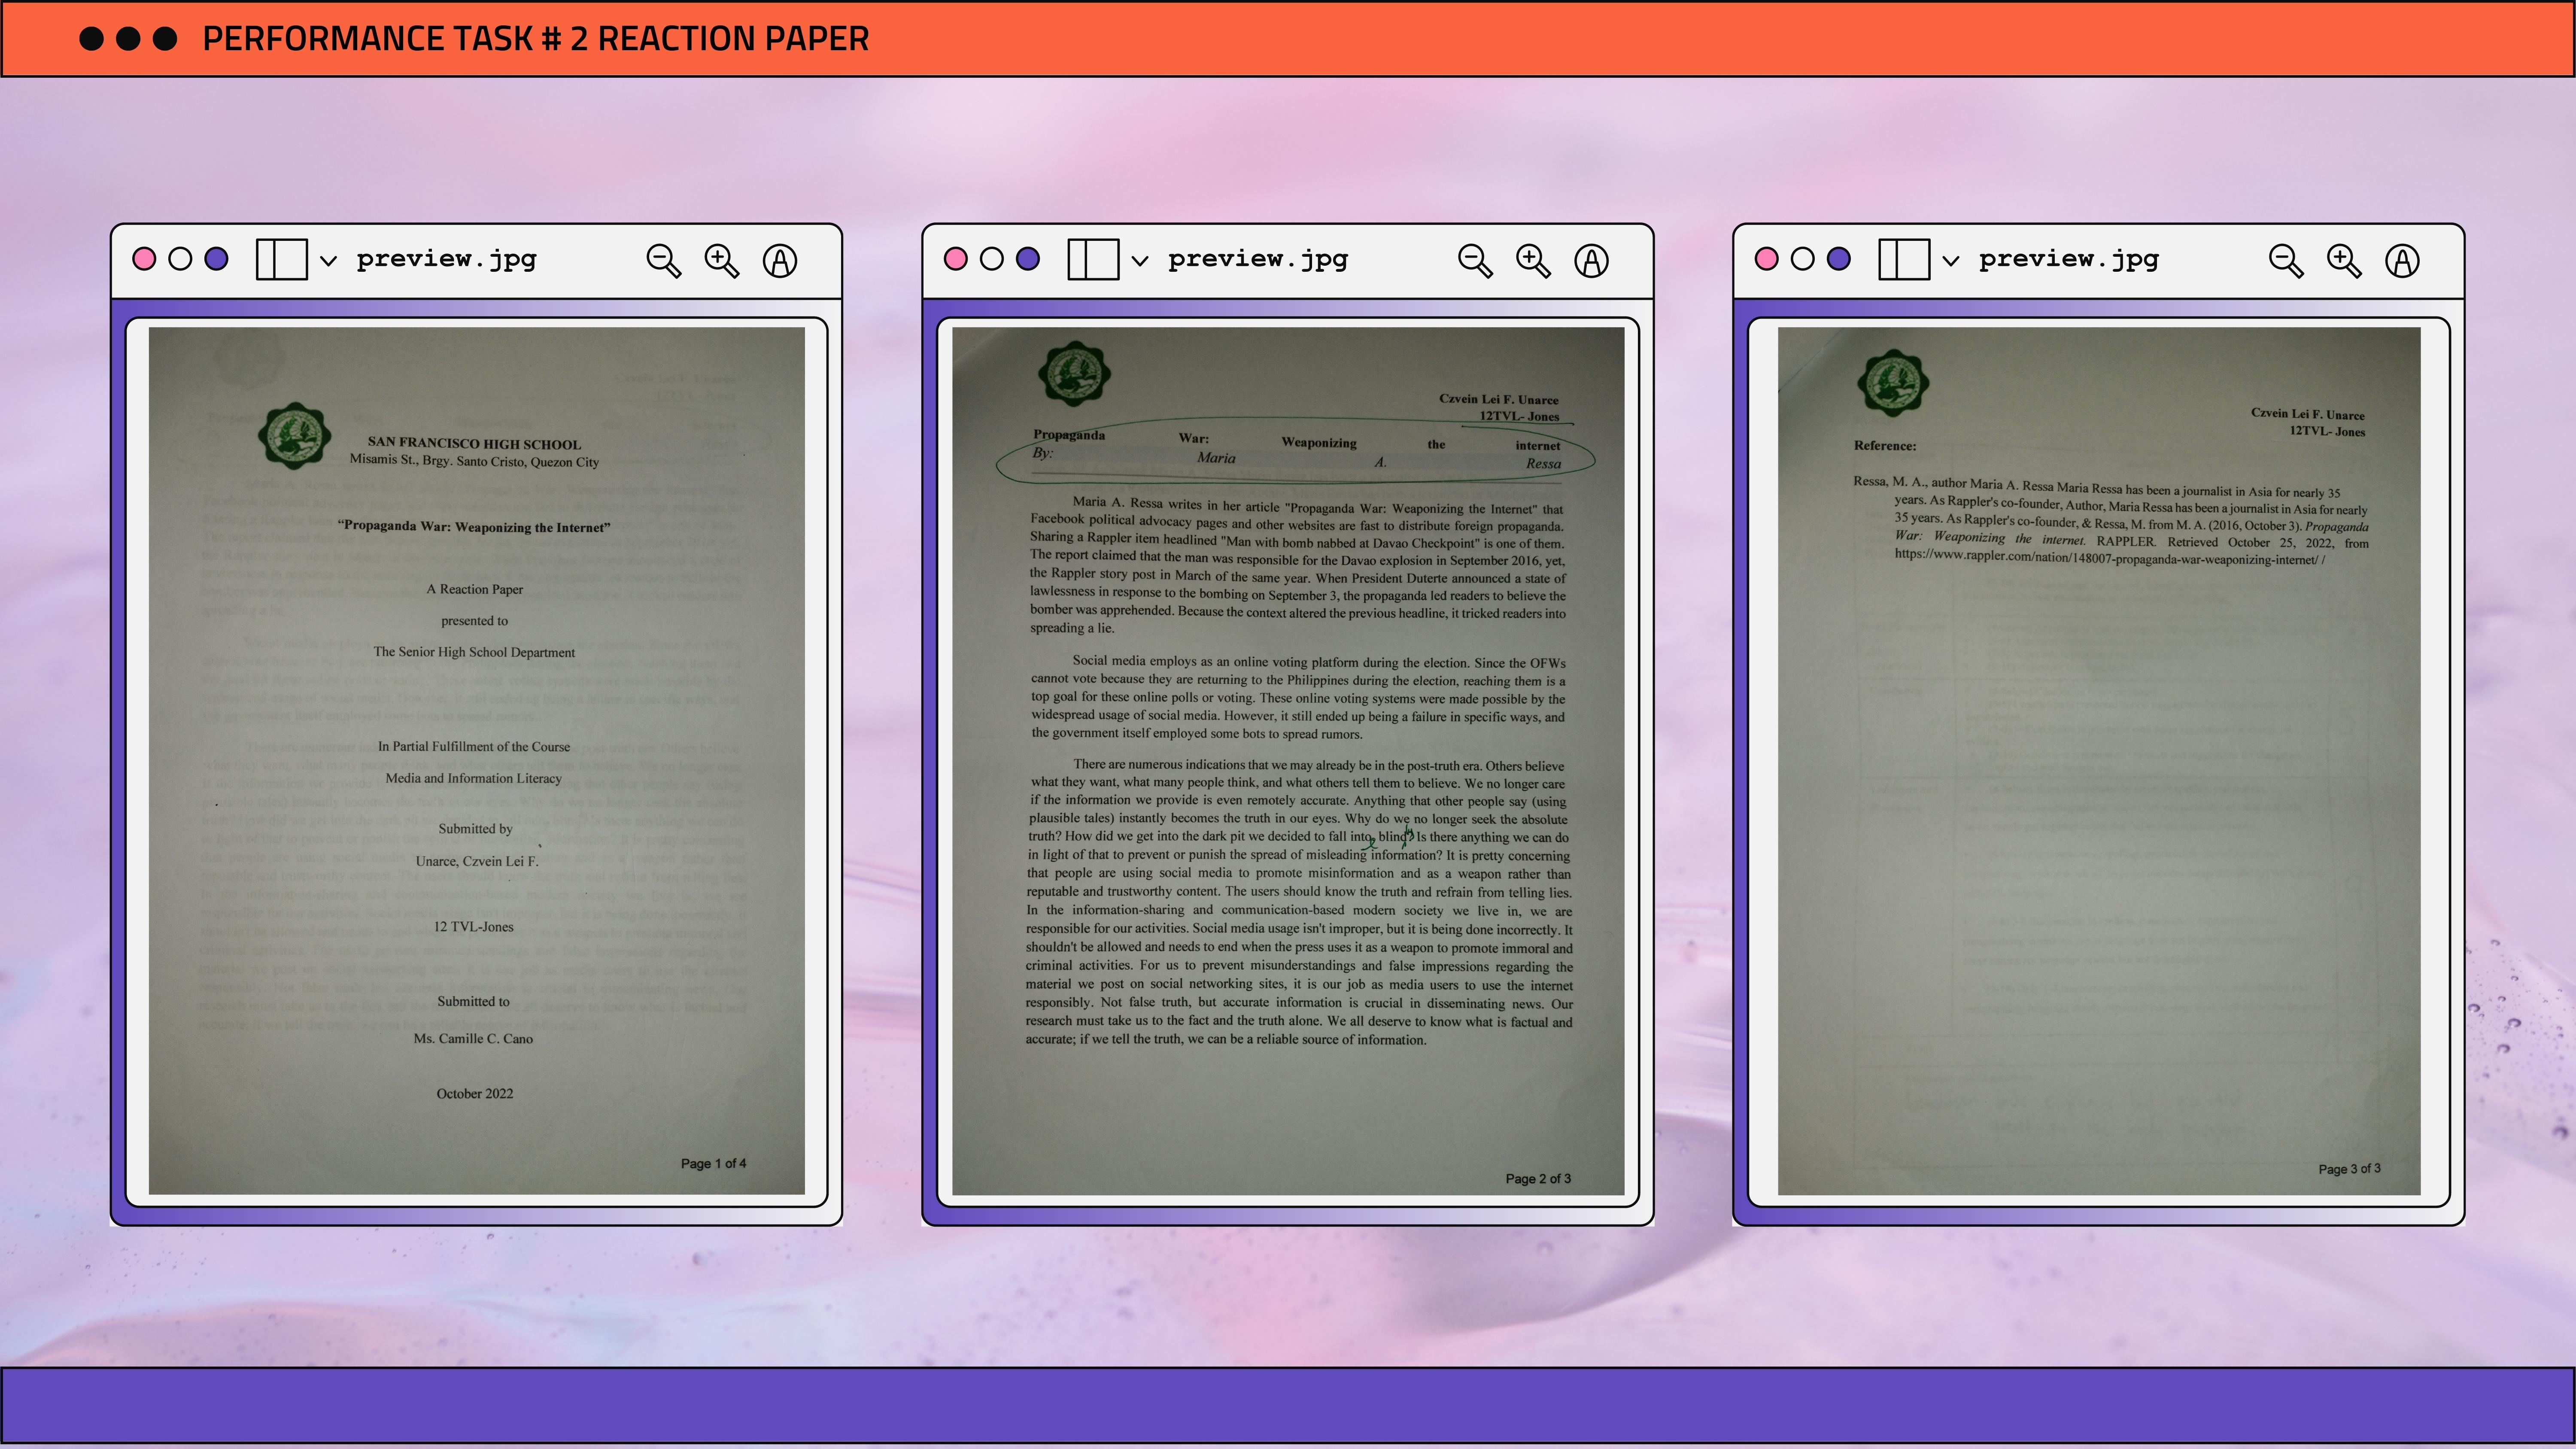 PERFORMANCE TASK # 2 REACTION PAPER
preview.jpg
SAN FRANCISCO HIGH SCHOOL
Misamis St., Brgy. Santo Cristo, Quezon City
“Propaganda War: Weaponizing the Internet”
A Reaction Paper
presented to
The Senior High School Department
In Partial Fulfillment of the Course
Media and Information Literacy
Submitted by
Unarce, Czvein Lei F.
12 TVL-Jones
Submitted to
Ms. Camille C. Cano
October 2022
Page 1 of 4
preview.jpg
Czvein Lei F. Unarce
12TVL- Jones
Propaganda War: Weaponizing the internet
By: Maria A. Ressa
Maria A. Ressa writes in her article "Propaganda War: Weaponizing the Internet" that
Facebook political advocacy pages and other websites are fast to distribute foreign propaganda.
Sharing a Rappler item headlined "Man with bomb nabbed at Davao Checkpoint" is one of them.
The report claimed that the man was responsible for the Davao explosion in September 2016, yet,
the Rappler story post in March of the same year. When President Duterte announced a state of
lawlessness in response to the bombing on September 3, the propaganda led readers to believe the
bomber was apprehended. Because the context altered the previous headline, it tricked readers into
spreading a lie.
Social media employs as an online voting platform during the election. Since the OFWs
cannot vote because they are returning to the Philippines during the election, reaching them is a
top goal for these online polls or voting. These online voting systems were made possible by the
widespread usage of social media. However, it still ended up being a failure in specific ways, and
the government itself employed some bots to spread rumors.
There are numerous indications that we may already be in the post-truth era. Others believe
what they want, what many people think, and what others tell them to believe. We no longer care
if the information we provide is even remotely accurate. Anything that other people say (using
plausible tales) instantly becomes the truth in our eyes. Why do we no longer seek the absolute
truth? How did we get into the dark pit we decided to fall into blind? Is there anything we can do
in light of that to prevent or punish the spread of misleading information? It is pretty concerning
that people are using social media to promote misinformation and as a weapon rather than
reputable and trustworthy content. The users should know the truth and refrain from telling lies.
In the information-sharing and communication-based modern society we live in, we are
responsible for our activities. Social media usage isn't improper, but it is being done incorrectly. It
shouldn't be allowed and needs to end when the press uses it as a weapon to promote immoral and
criminal activities. For us to prevent misunderstandings and false impressions regarding the
material we post on social networking sites, it is our job as media users to use the internet
responsibly. Not false truth, but accurate information is crucial in disseminating news. Our
research must take us to the fact and the truth alone. We all deserve to know what is factual and
accurate; if we tell the truth, we can be a reliable source of information.
Page 2 of 3
preview.jpg
Czvein Lei F. Unarce
12TVL- Jones
Reference:
Ressa, M. A., author Maria A. Ressa Maria Ressa has been a journalist in Asia for nearly 35
years. As Rappler's co-founder, Author, Maria Ressa has been a journalist in Asia for nearly
35 years. As Rappler's co-founder, & Ressa, M. from M. A. (2016, October 3). Propaganda
War: Weaponizing the internet. RAPPLER. Retrieved October 25, 2022, from
https://www.rappler.com/nation/148007-propaganda-war-weaponizing-internet/ /
Page 3 of 3